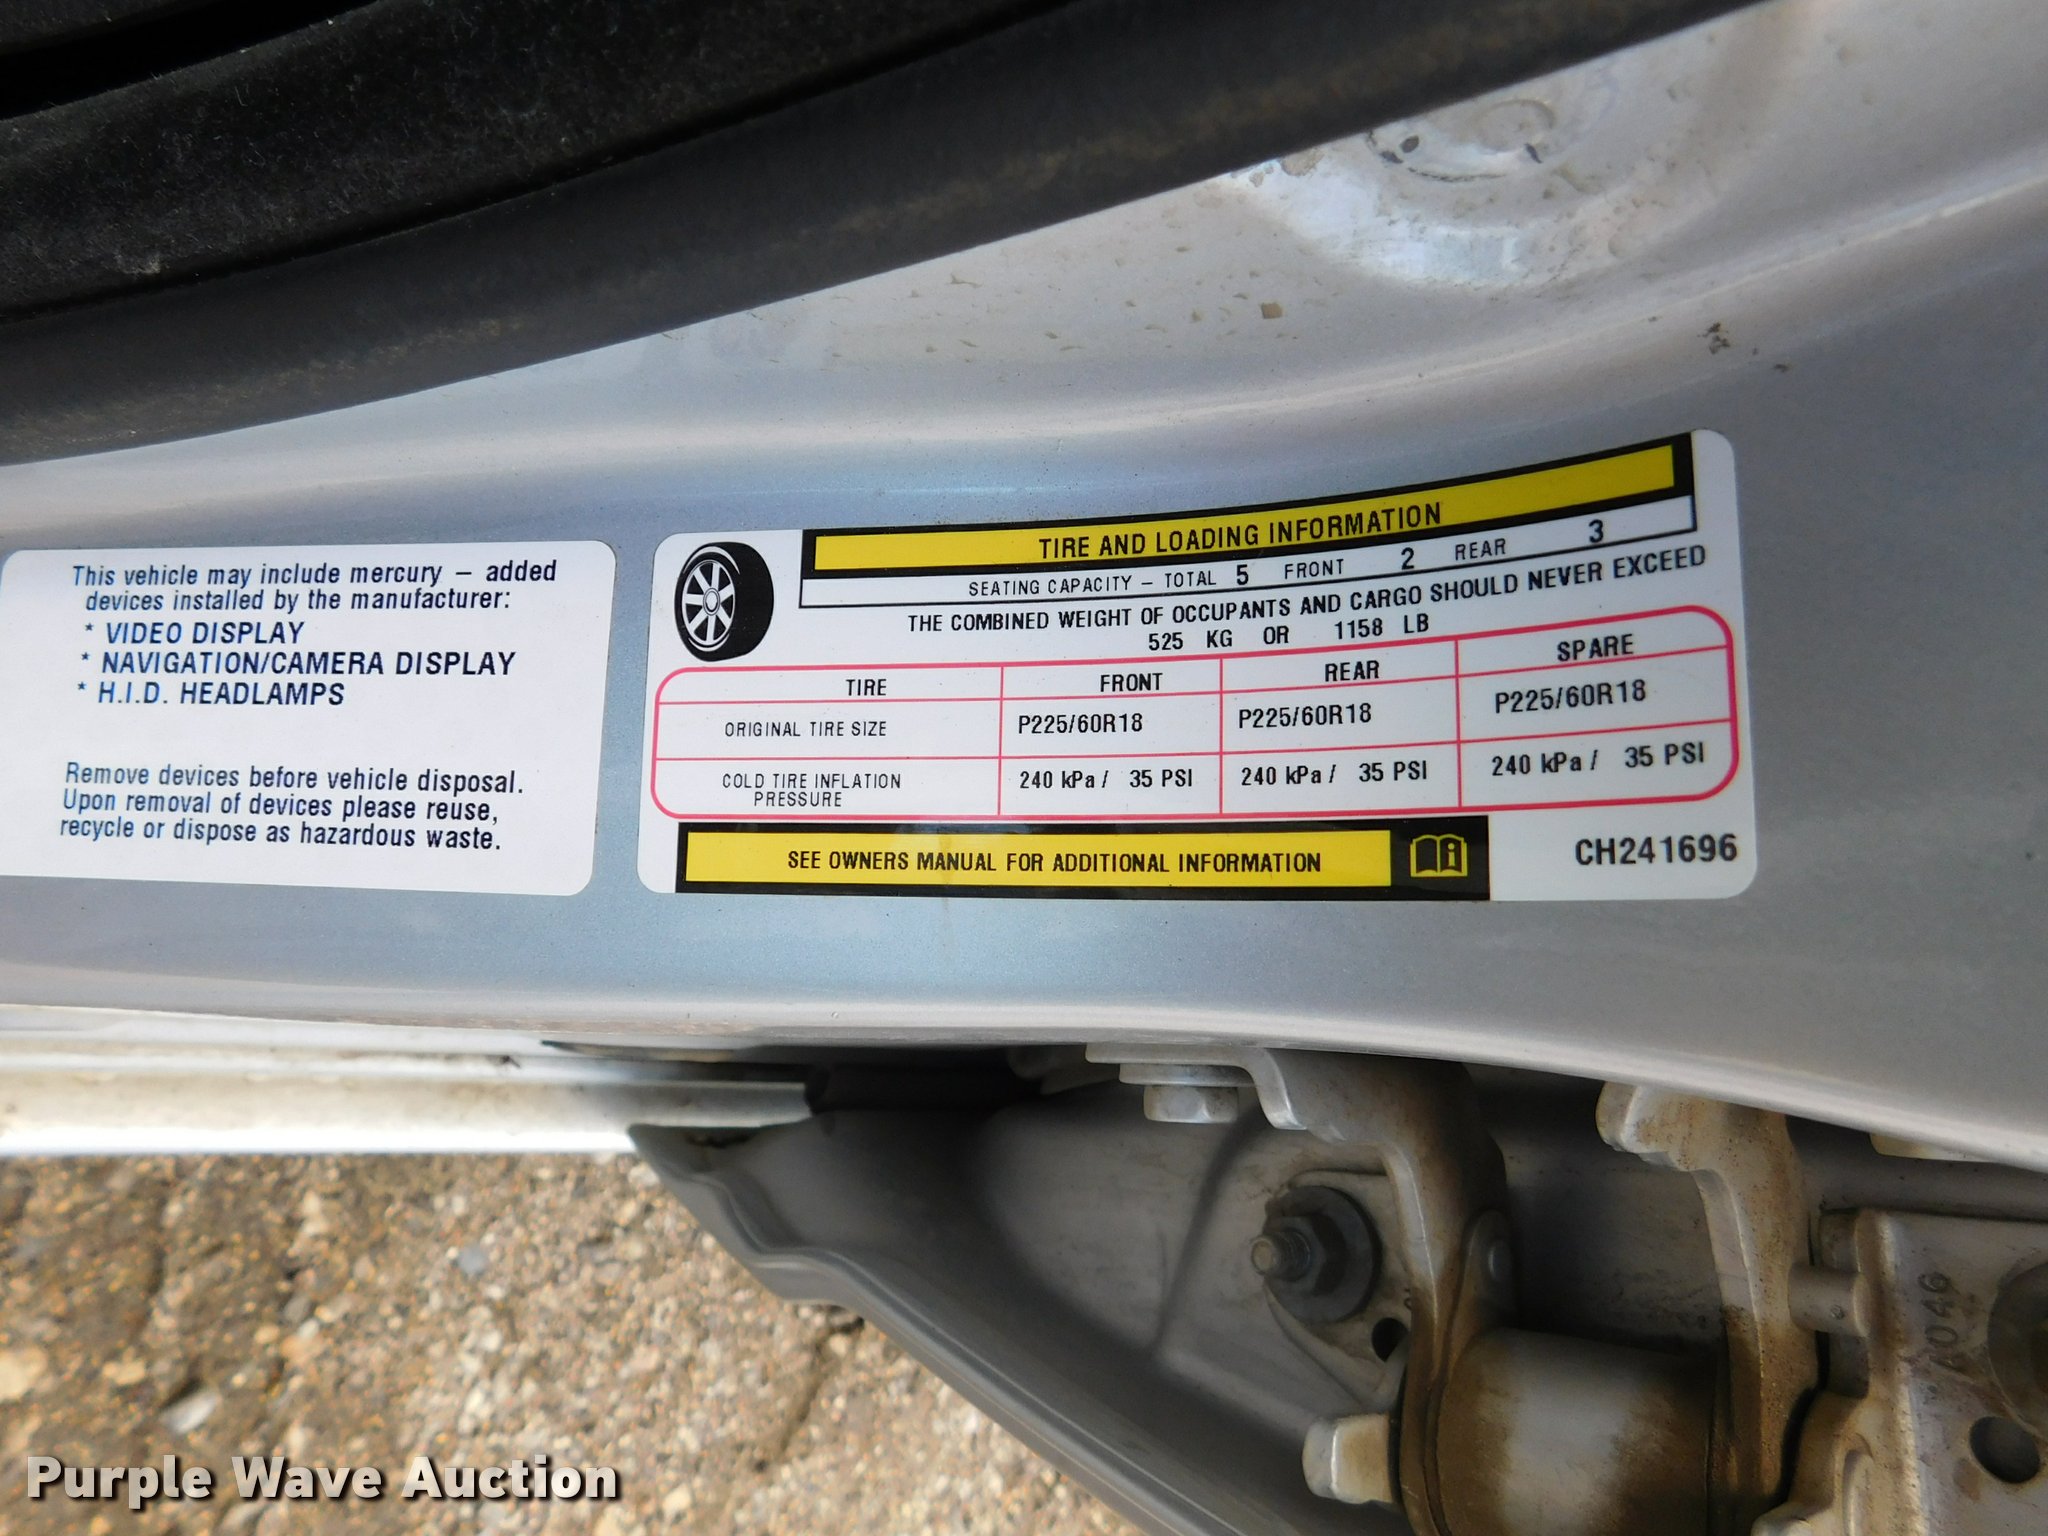 This vehicle may include mercury – added
devices installed by the manufacturer:
* VIDEO DISPLAY
* NAVIGATION/CAMERA DISPLAY
* H.I.D. HEADLAMPS
Remove devices before vehicle disposal.
Upon removal of devices please reuse,
recycle or dispose as hazardous waste.
TIRE AND LOADING INFORMATION
SEATING CAPACITY – TOTAL 5 FRONT 2 REAR 3
THE COMBINED WEIGHT OF OCCUPANTS AND CARGO SHOULD NEVER EXCEED
525 KG OR 1158 LB
TIRE FRONT REAR SPARE
ORIGINAL TIRE SIZE P225/60R18 P225/60R18 P225/60R18
COLD TIRE INFLATION 240 kPa / 35 PSI 240 kPa / 35 PSI 240 kPa / 35 PSI
PRESSURE
SEE OWNERS MANUAL FOR ADDITIONAL INFORMATION
CH241696
A046
Purple Wave Auction